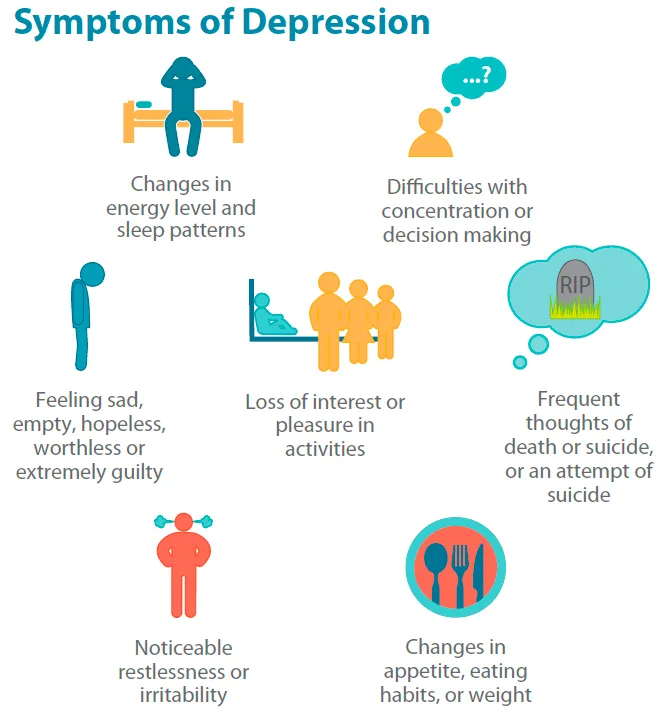 Symptoms of Depression
...?
Changes in
energy level and
sleep patterns
Difficulties with
concentration or
decision making
RIP
Feeling sad,
empty, hopeless,
worthless or
extremely guilty
Loss of interest or
pleasure in
activities
Frequent
thoughts of
death or suicide,
or an attempt of
suicide
Noticeable
restlessness or
irritability
Changes in
appetite, eating
habits, or weight